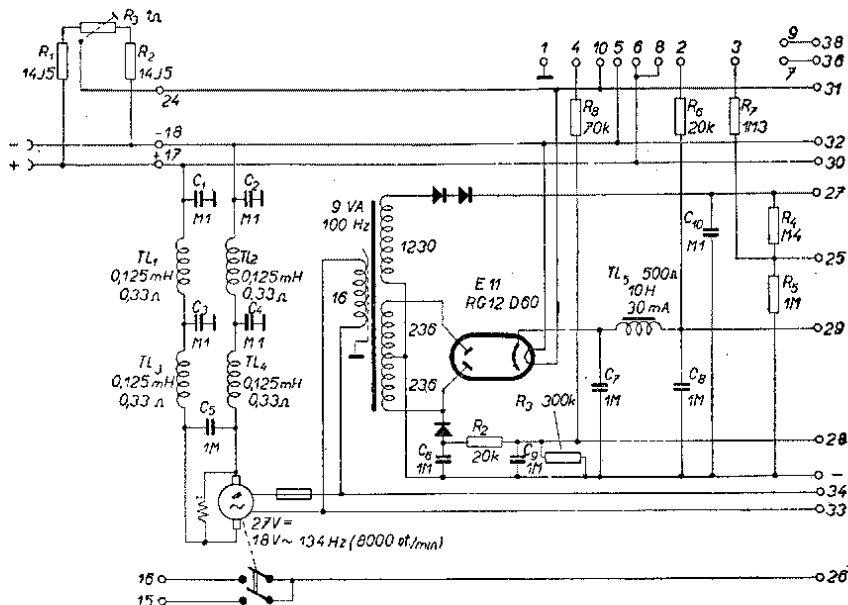 R3 1Ω
R1
14J5
R2
14J5
24
1 4 10 5 6 8 2 3
9 38
7 36
31
R8
70k
R6
20k
R7
1M3
− −18 32
+ +17 30
C1
M1
C2
M1
9 VA
100 Hz
27
C10
M1
R4
M4
1230
TL1
0,125mH
0,33Ω
TL2
0,125mH
0,33Ω
16
E 11
RG12 D60
TL5 500Ω
10H
30mA
25
R5
1M
C3
M1
C4
M1
236
29
TL3
0,125mH
0,33Ω
TL4
0,125mH
0,33Ω
236
C7
1M
C8
1M
R3 300k
C5
1M
R2
20k
28
C6
1M
C9
1M
−
34
33
27V=
18V~ 134Hz (8000 ot/min)
16 26
15